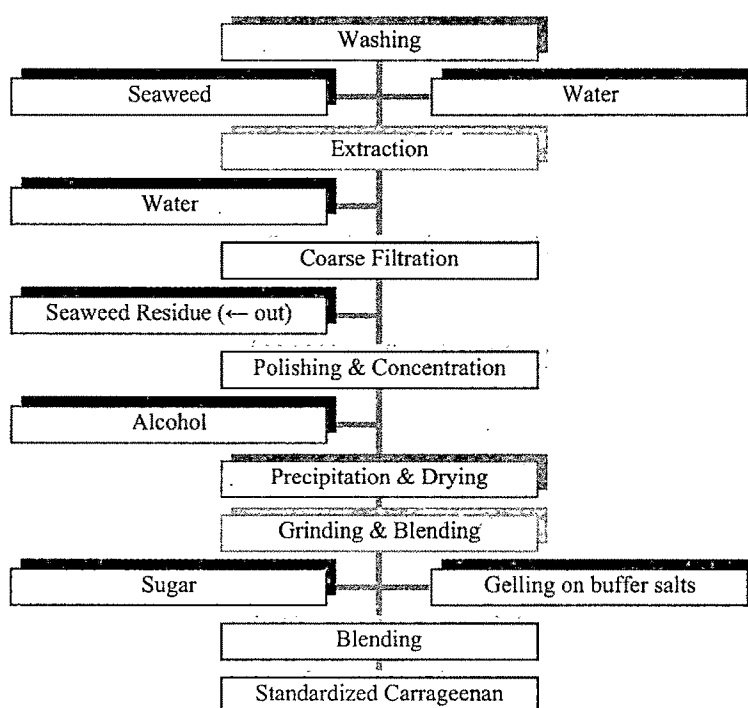 Washing
Seaweed
Water
Extraction
Water
Coarse Filtration
Seaweed Residue (← out)
Polishing & Concentration
Alcohol
Precipitation & Drying
Grinding & Blending
Sugar
Gelling on buffer salts
Blending
Standardized Carrageenan